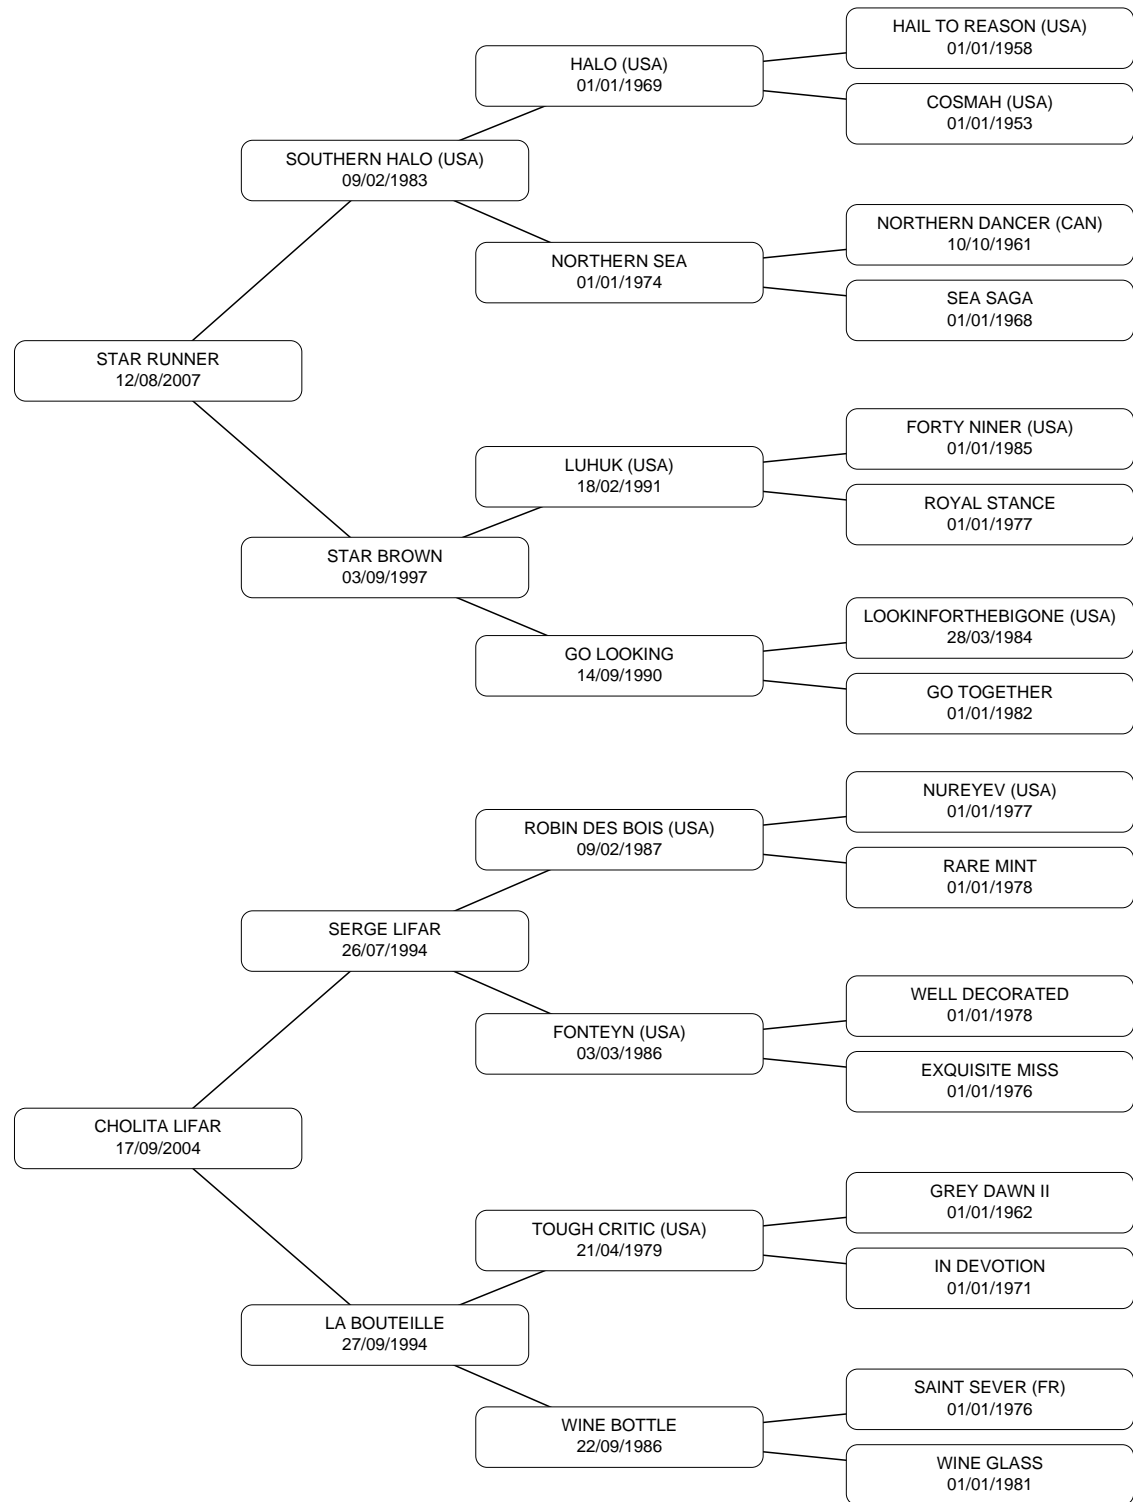 HAIL TO REASON (USA)
01/01/1958
HALO (USA)
01/01/1969
COSMAH (USA)
01/01/1953
SOUTHERN HALO (USA)
09/02/1983
NORTHERN DANCER (CAN)
10/10/1961
NORTHERN SEA
01/01/1974
SEA SAGA
01/01/1968
STAR RUNNER
12/08/2007
FORTY NINER (USA)
01/01/1985
LUHUK (USA)
18/02/1991
ROYAL STANCE
01/01/1977
STAR BROWN
03/09/1997
LOOKINFORTHEBIGONE (USA)
28/03/1984
GO LOOKING
14/09/1990
GO TOGETHER
01/01/1982
NUREYEV (USA)
01/01/1977
ROBIN DES BOIS (USA)
09/02/1987
RARE MINT
01/01/1978
SERGE LIFAR
26/07/1994
WELL DECORATED
01/01/1978
FONTEYN (USA)
03/03/1986
EXQUISITE MISS
01/01/1976
CHOLITA LIFAR
17/09/2004
GREY DAWN II
01/01/1962
TOUGH CRITIC (USA)
21/04/1979
IN DEVOTION
01/01/1971
LA BOUTEILLE
27/09/1994
SAINT SEVER (FR)
01/01/1976
WINE BOTTLE
22/09/1986
WINE GLASS
01/01/1981